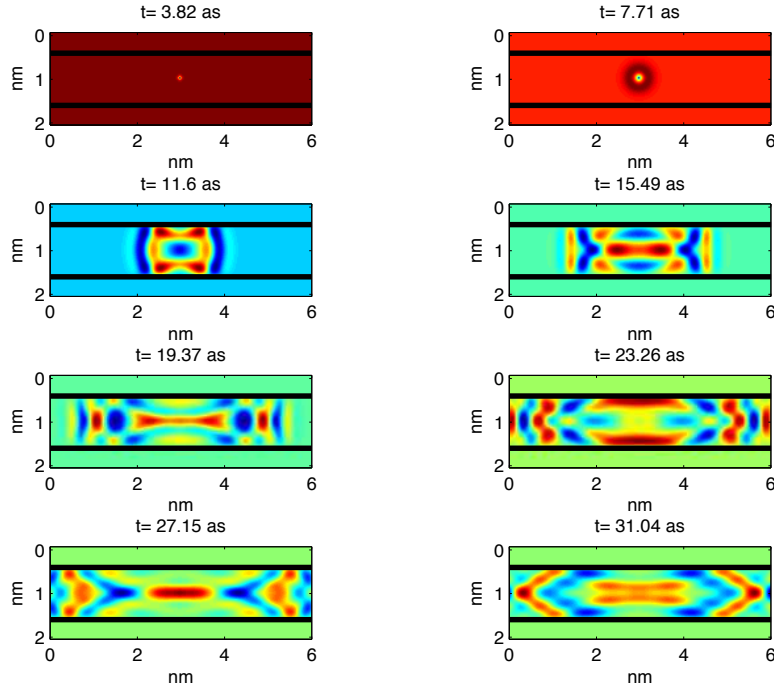 t= 3.82 as
0
1
2
nm
0 2 4 6
nm
t= 7.71 as
0
1
2
nm
0 2 4 6
nm
t= 11.6 as
0
1
2
nm
0 2 4 6
nm
t= 15.49 as
0
1
2
nm
0 2 4 6
nm
t= 19.37 as
0
1
2
nm
0 2 4 6
nm
t= 23.26 as
0
1
2
nm
0 2 4 6
nm
t= 27.15 as
0
1
2
nm
0 2 4 6
nm
t= 31.04 as
0
1
2
nm
0 2 4 6
nm